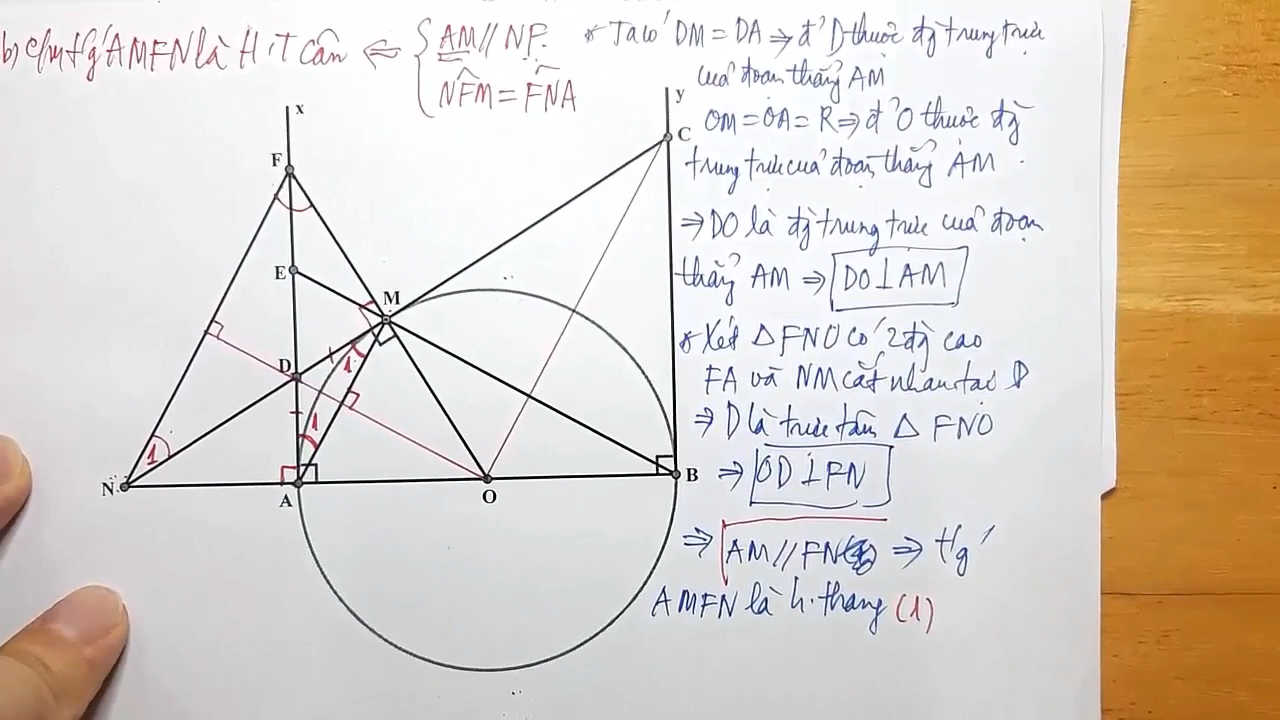 b) Cm tg AMFN là H.T cân ⇐ { AM // NF.
NFM = FNA
* Ta có DM = DA ⇒ đ' D thuộc đg trung trực
của đoạn thẳng AM
OM = OA = R ⇒ đ' O thuộc đg
trung trực của đoạn thẳng AM.
⇒ DO là đg trung trực của đoạn
thẳng AM ⇒ DO ⊥ AM
* Xét △ FNO có 2 đg cao
FA và NM cắt nhau tại D
⇒ D là trực tâm △ FNO
⇒ OD ⊥ FN
⇒ AM // FN ⇒ t/g
AMFN là h.thang (1)
x
y
F
C
E
M
D
1
1
1
N
A
O
B